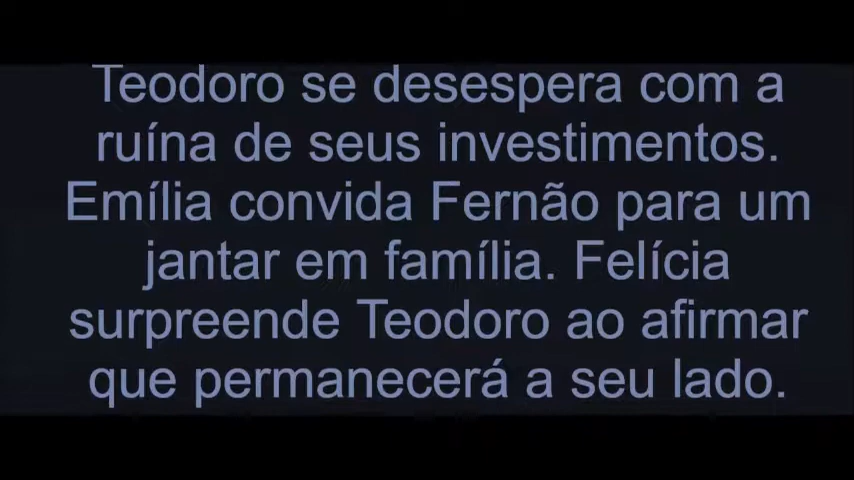 Teodoro se desespera com a
ruína de seus investimentos.
Emília convida Fernão para um
jantar em família. Felícia
surpreende Teodoro ao afirmar
que permanecerá a seu lado.